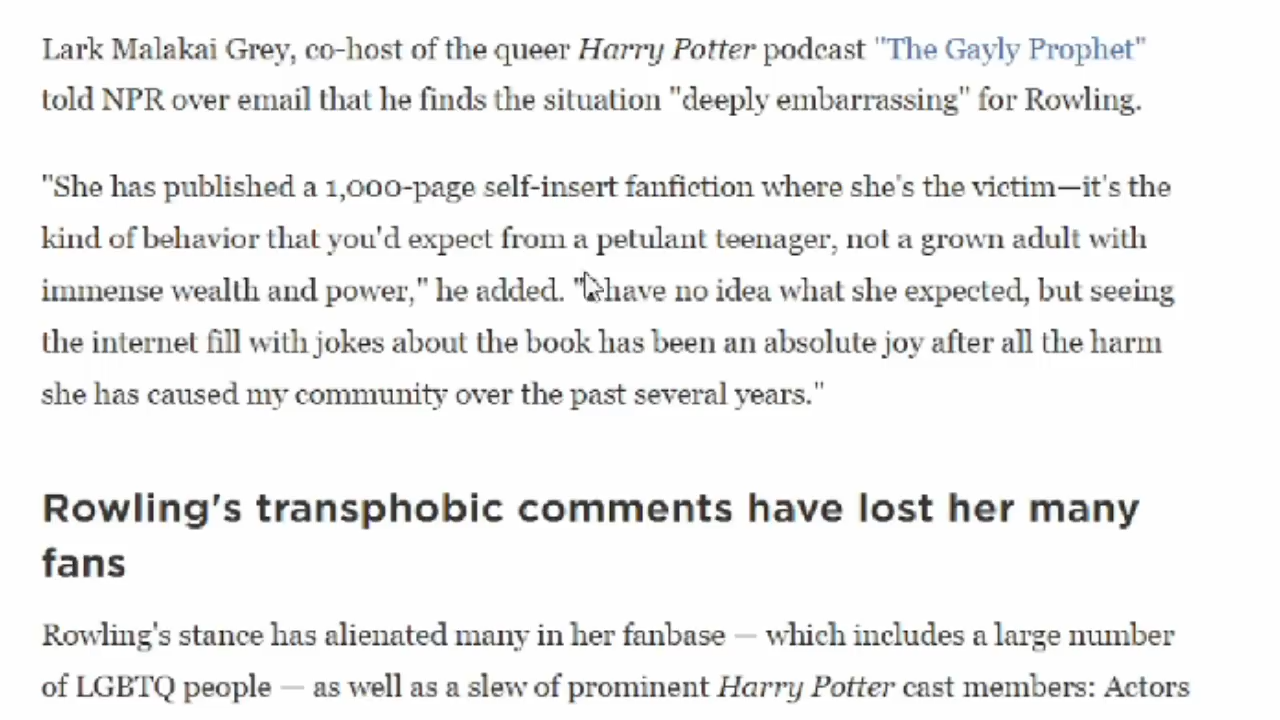 Lark Malakai Grey, co-host of the queer Harry Potter podcast "The Gayly Prophet"
told NPR over email that he finds the situation "deeply embarrassing" for Rowling.
"She has published a 1,000-page self-insert fanfiction where she's the victim—it's the
kind of behavior that you'd expect from a petulant teenager, not a grown adult with
immense wealth and power," he added. "I have no idea what she expected, but seeing
the internet fill with jokes about the book has been an absolute joy after all the harm
she has caused my community over the past several years."
Rowling's transphobic comments have lost her many
fans
Rowling's stance has alienated many in her fanbase — which includes a large number
of LGBTQ people — as well as a slew of prominent Harry Potter cast members: Actors